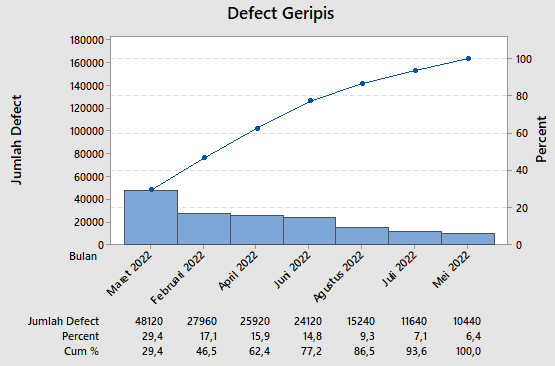 Defect Geripis
Jumlah Defect
Percent
180000
160000
140000
120000
100000
80000
60000
40000
20000
0
100
80
60
40
20
0
Bulan
Maret 2022
Februari 2022
April 2022
Juni 2022
Agustus 2022
Juli 2022
Mei 2022
Jumlah Defect 48120 27960 25920 24120 15240 11640 10440
Percent 29,4 17,1 15,9 14,8 9,3 7,1 6,4
Cum % 29,4 46,5 62,4 77,2 86,5 93,6 100,0